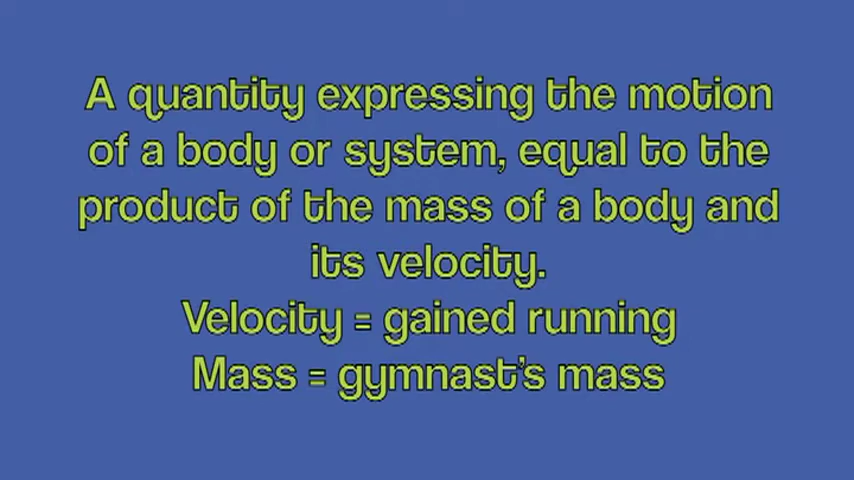 A quantity expressing the motion
of a body or system, equal to the
product of the mass of a body and
its velocity.
Velocity = gained running
Mass = gymnast's mass